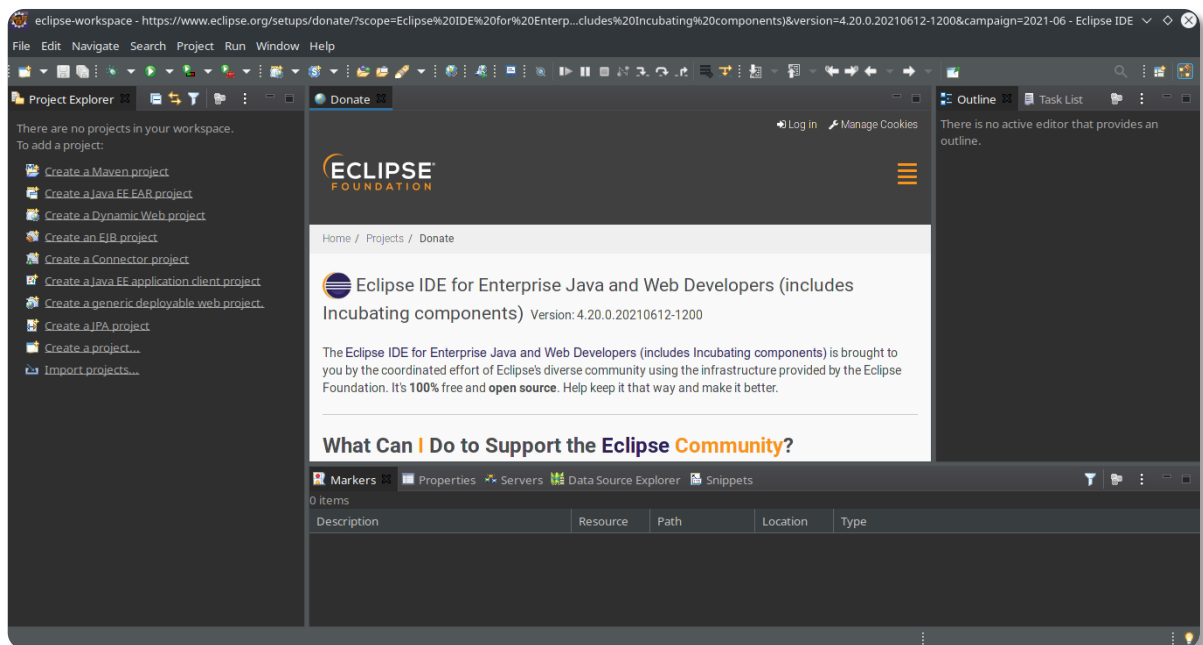 eclipse-workspace - https://www.eclipse.org/setups/donate/?scope=Eclipse%20IDE%20for%20Enterp...cludes%20Incubating%20components)&version=4.20.0.20210612-1200&campaign=2021-06 - Eclipse IDE
File Edit Navigate Search Project Run Window Help
Project Explorer
There are no projects in your workspace.
To add a project:
Create a Maven project
Create a Java EE EAR project
Create a Dynamic Web project
Create an EJB project
Create a Connector project
Create a Java EE application client project
Create a generic deployable web project.
Create a JPA project
Create a project...
Import projects...
Donate
Log in Manage Cookies
ECLIPSE
FOUNDATION
Home / Projects / Donate
Eclipse IDE for Enterprise Java and Web Developers (includes
Incubating components) Version: 4.20.0.20210612-1200
The Eclipse IDE for Enterprise Java and Web Developers (includes Incubating components) is brought to
you by the coordinated effort of Eclipse's diverse community using the infrastructure provided by the Eclipse
Foundation. It's 100% free and open source. Help keep it that way and make it better.
What Can I Do to Support the Eclipse Community?
Outline Task List
There is no active editor that provides an
outline.
Markers Properties Servers Data Source Explorer Snippets
0 items
Description Resource Path Location Type